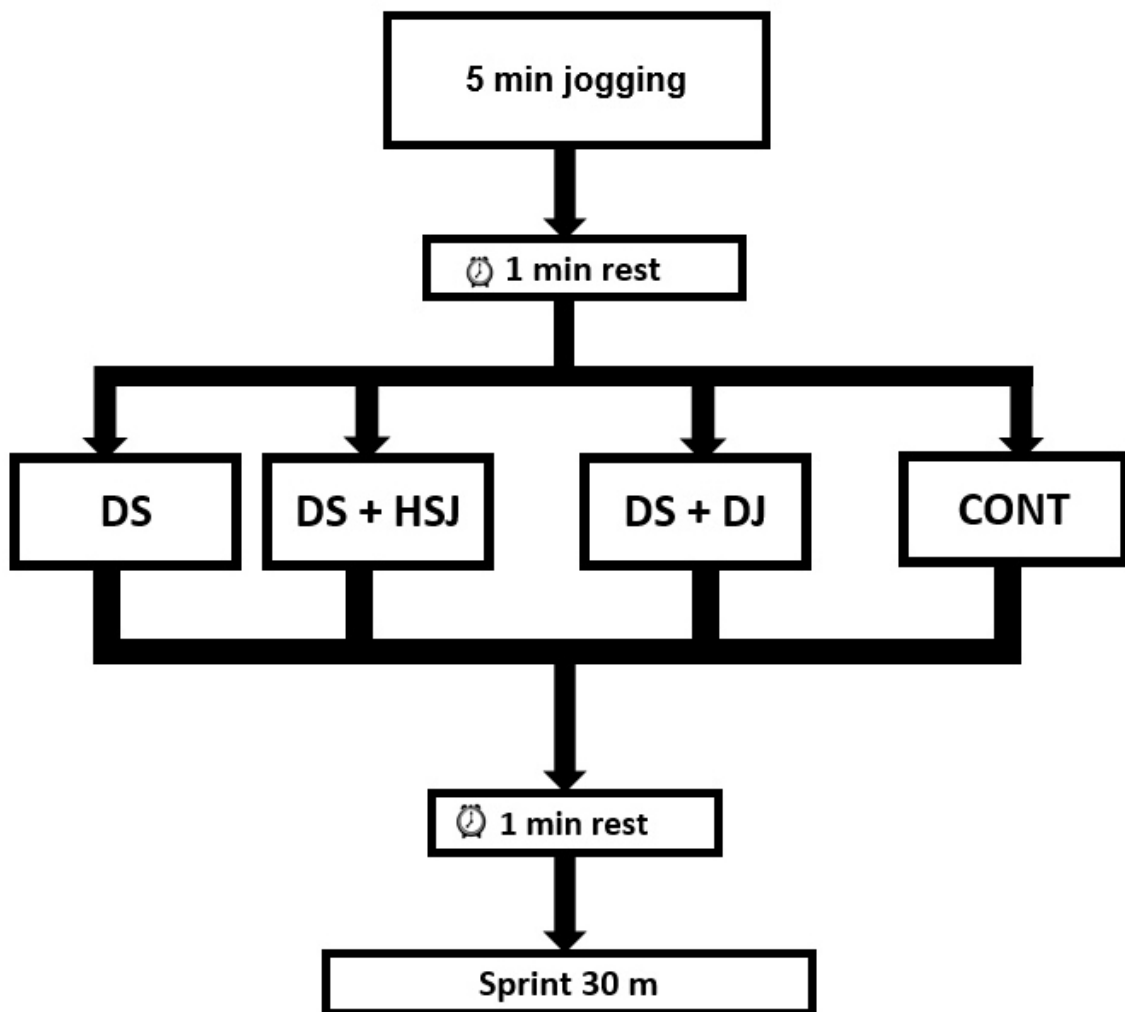 5 min jogging
1 min rest
DS
DS + HSJ
DS + DJ
CONT
1 min rest
Sprint 30 m